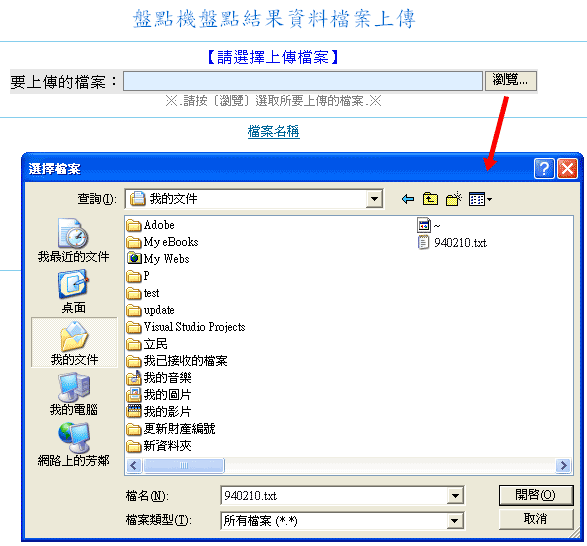 盤點機盤點結果資料檔案上傳
【請選擇上傳檔案】
要上傳的檔案： 瀏覽...
※.請按〔瀏覽〕選取所要上傳的檔案.※
檔案名稱
選擇檔案
查詢(I): 我的文件
我最近的文件
桌面
我的文件
我的電腦
網路上的芳鄰
Adobe
My eBooks
My Webs
P
test
update
Visual Studio Projects
立民
我已接收的檔案
我的音樂
我的圖片
我的影片
更新財產編號
新資料夾
~
940210.txt
檔名(N): 940210.txt 開啓(O)
檔案類型(T): 所有檔案 (*.*) 取消